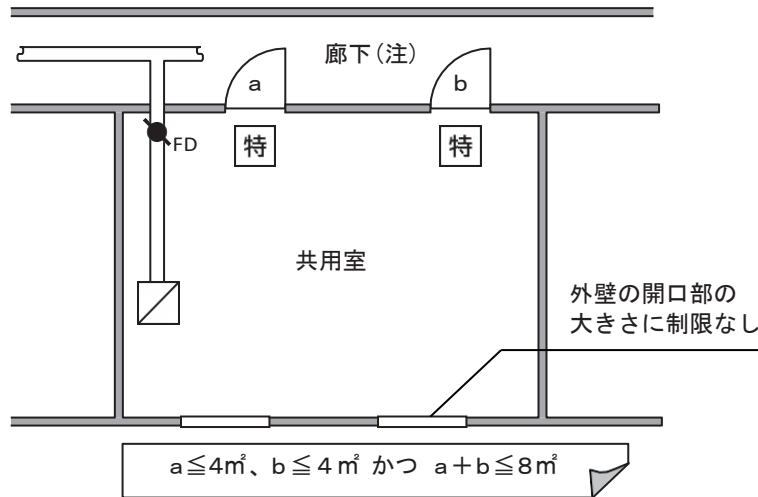 廊下(注)
a
b
FD
特
特
共用室
外壁の開口部の
大きさに制限なし
a≦4㎡、b≦4㎡ かつ a+b≦8㎡